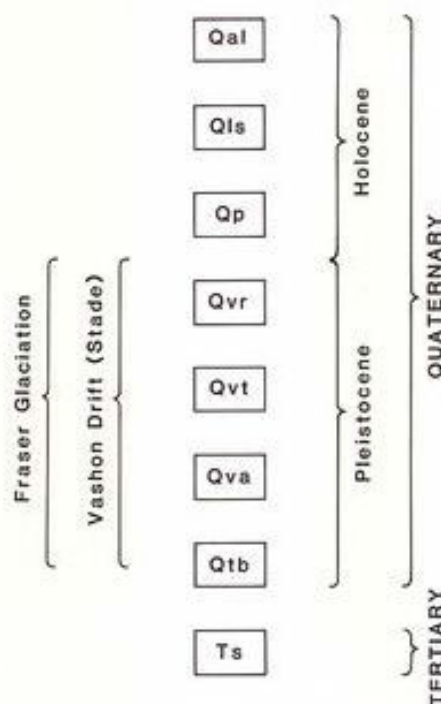 Qal
Qls
Qp
Qvr
Qvt
Qva
Qtb
Ts
Fraser Glaciation
Vashon Drift (Stade)
Holocene
Pleistocene
QUATERNARY
TERTIARY